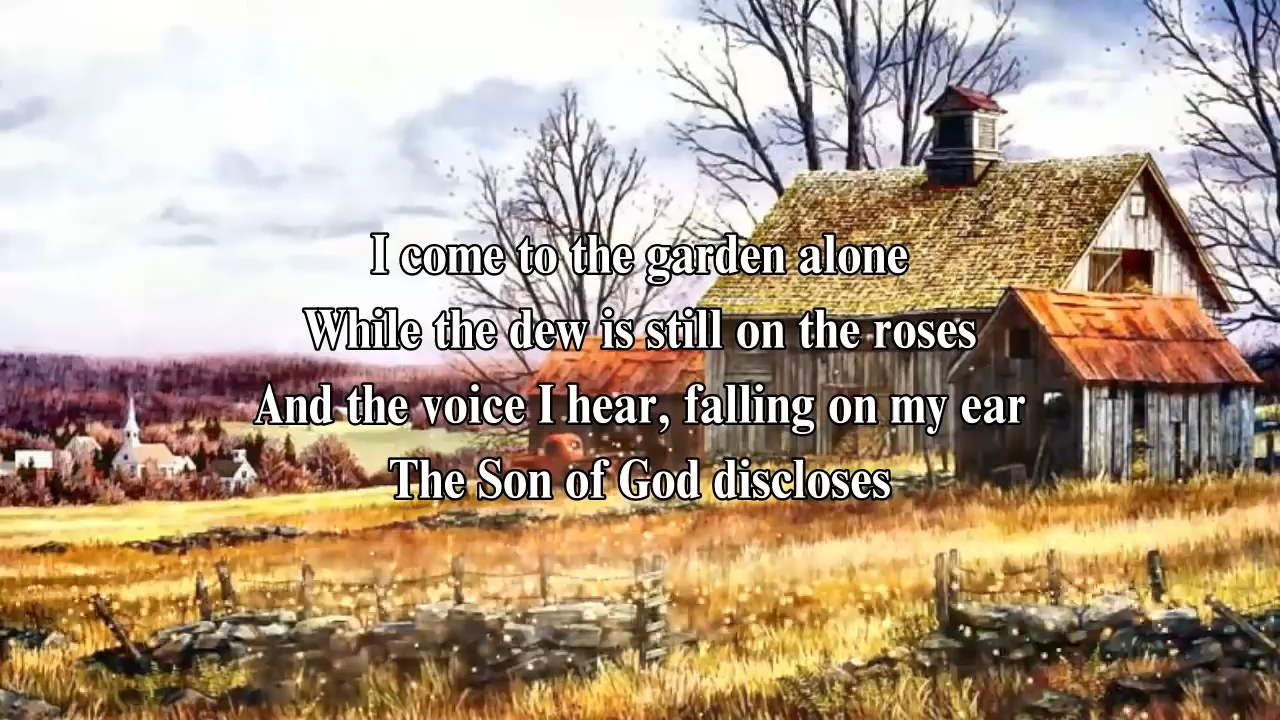 I come to the garden alone
While the dew is still on the roses
And the voice I hear, falling on my ear
The Son of God discloses